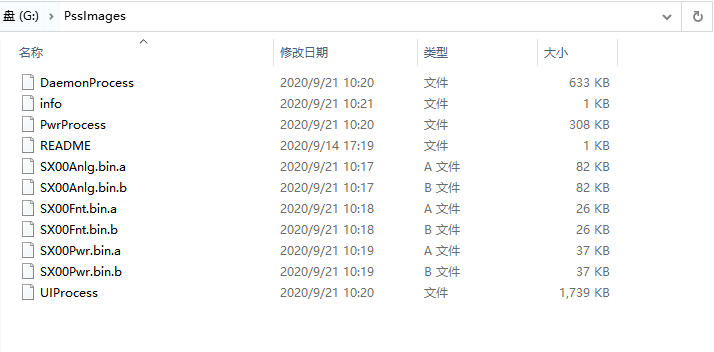 盘 (G:) > PssImages
名称 修改日期 类型 大小
DaemonProcess 2020/9/21 10:20 文件 633 KB
info 2020/9/21 10:21 文件 1 KB
PwrProcess 2020/9/21 10:20 文件 308 KB
README 2020/9/14 17:19 文件 1 KB
SX00Anlg.bin.a 2020/9/21 10:17 A 文件 82 KB
SX00Anlg.bin.b 2020/9/21 10:17 B 文件 82 KB
SX00Fnt.bin.a 2020/9/21 10:18 A 文件 26 KB
SX00Fnt.bin.b 2020/9/21 10:18 B 文件 26 KB
SX00Pwr.bin.a 2020/9/21 10:19 A 文件 37 KB
SX00Pwr.bin.b 2020/9/21 10:19 B 文件 37 KB
UIProcess 2020/9/21 10:20 文件 1,739 KB